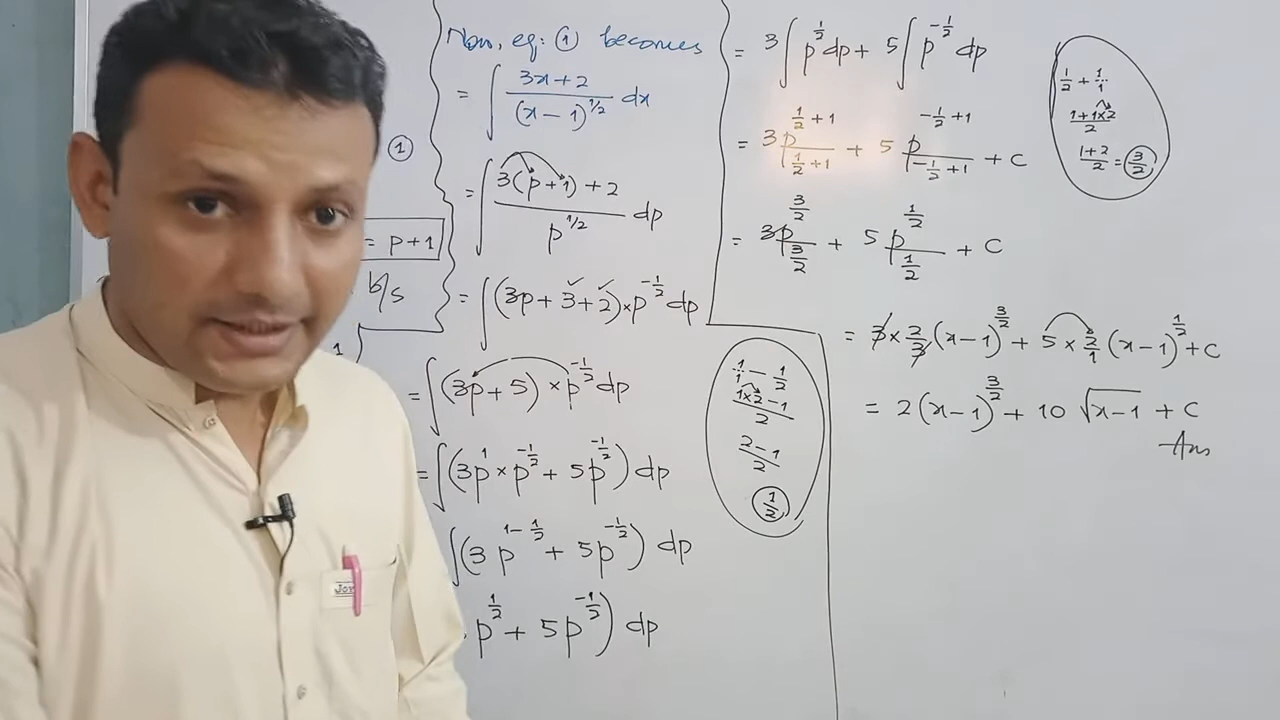 ①
= p+1
b/s
1
Now, eq: ① becomes
= ∫ (3x+2)/(x-1)^{1/2} dx
= ∫ (3(p+1)+2)/p^{1/2} dp
= ∫ (3p+3+2)×p^{-1/2} dp
= ∫ (3p+5)×p^{-1/2} dp
= ∫ (3p^1×p^{-1/2}+5p^{-1/2}) dp
∫ (3p^{1-1/2}+5p^{-1/2}) dp
p^{1/2}+5p^{-1/2}) dp
= 3∫ p^{1/2} dp + 5∫ p^{-1/2} dp
= 3 p^{1/2+1}/(1/2+1) + 5 p^{-1/2+1}/(-1/2+1) + C
= 3 p^{3/2}/(3/2) + 5 p^{1/2}/(1/2) + C
1/1 - 1/2
(1×2-1)/2
(2-1)/2
1/2
1/2 + 1/1
(1+1×2)/2
(1+2)/2 = 3/2
= 3×2/3 (x-1)^{3/2} + 5×2/1 (x-1)^{1/2} + C
= 2(x-1)^{3/2} + 10 √(x-1) + C
Ans